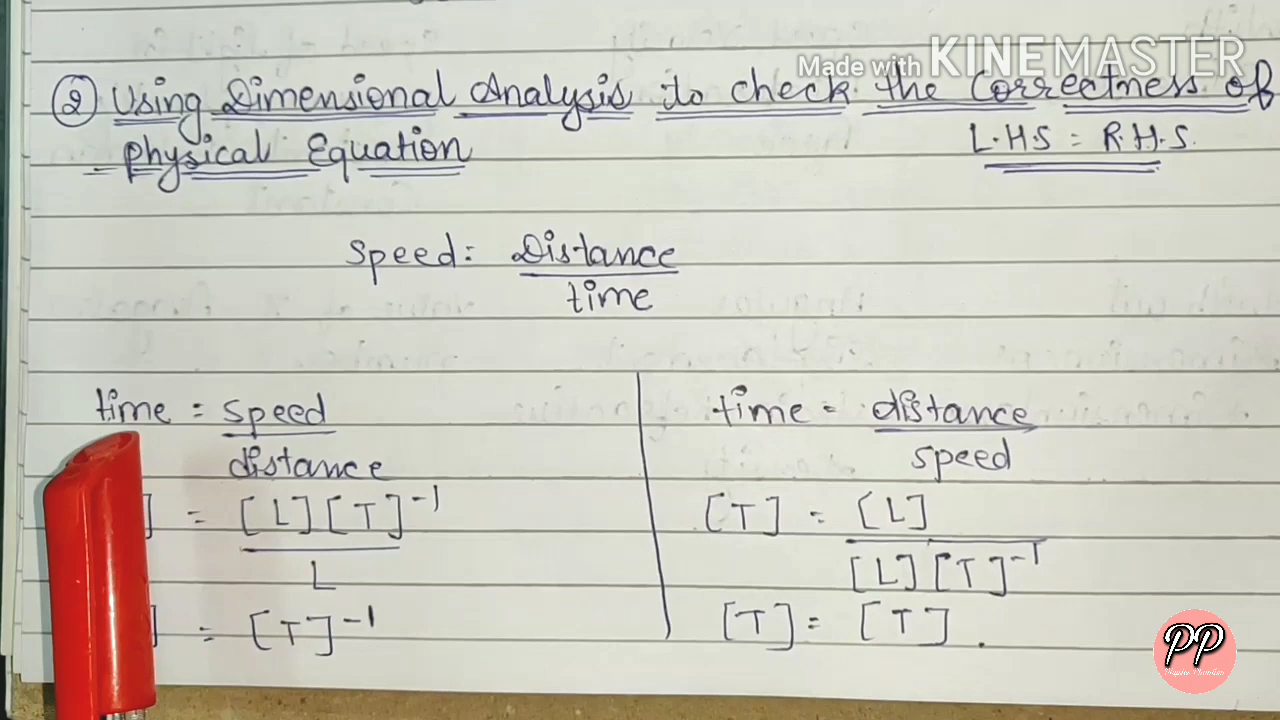 Made with KINEMASTER
② Using Dimensional Analysis to check the Correctness of
Physical Equation
L.H.S = R.H.S.
Speed = Distance
time
time = speed
distance
] = [L][T]⁻¹
L
] = [T]⁻¹
time = distance
speed
[T] = [L]
[L][T]⁻¹
[T] = [T].
PP